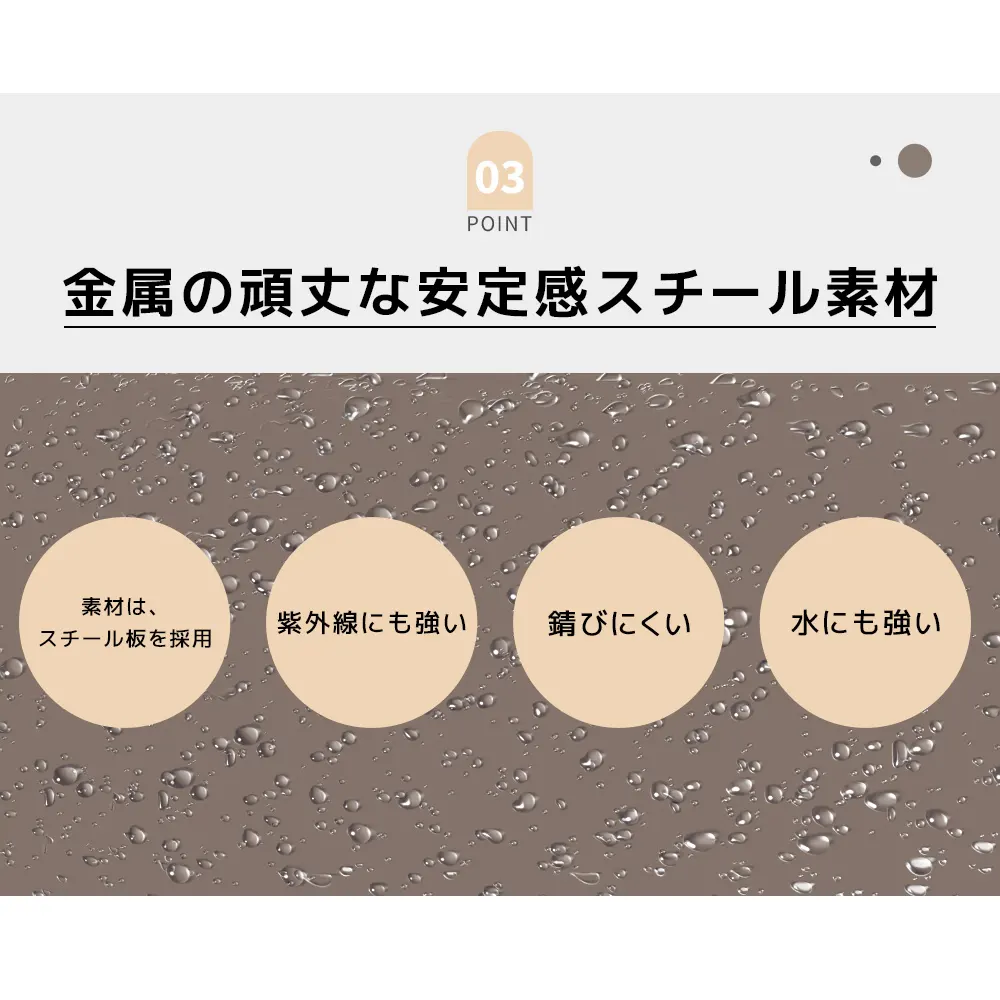 03
POINT
金属の頑丈な安定感スチール素材
素材は、
スチール板を採用
紫外線にも強い
錆びにくい
水にも強い